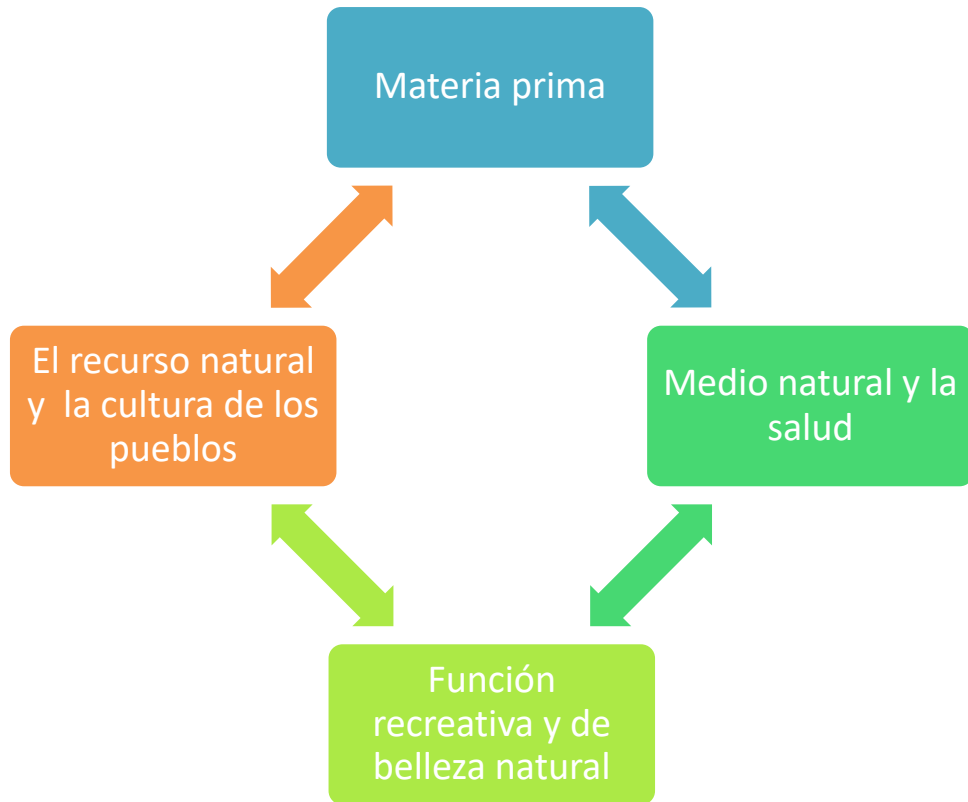 Materia prima
El recurso natural
y la cultura de los
pueblos
Medio natural y la
salud
Función
recreativa y de
belleza natural